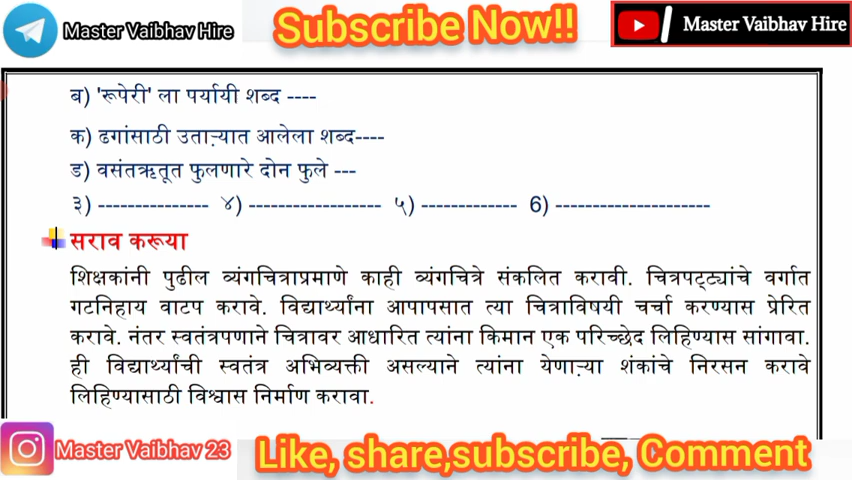 Master Vaibhav Hire
Subscribe Now!!
Master Vaibhav Hire
ब) 'रूपेरी' ला पर्यायी शब्द ----
क) ढगांसाठी उताऱ्यात आलेला शब्द----
ड) वसंतऋतूत फुलणारे दोन फुले ---
३) --------------- ४) ------------------ ५) ------------- 6) ---------------------
सराव करूया
शिक्षकांनी पुढील व्यंगचित्राप्रमाणे काही व्यंगचित्रे संकलित करावी. चित्रपट्ट्यांचे वर्गात
गटनिहाय वाटप करावे. विद्यार्थ्यांना आपापसात त्या चित्राविषयी चर्चा करण्यास प्रेरित
करावे. नंतर स्वतंत्रपणाने चित्रावर आधारित त्यांना किमान एक परिच्छेद लिहिण्यास सांगावा.
ही विद्यार्थ्यांची स्वतंत्र अभिव्यक्ती असल्याने त्यांना येणाऱ्या शंकांचे निरसन करावे
लिहिण्यासाठी विश्वास निर्माण करावा.
Master Vaibhav 23
Like, share,subscribe, Comment